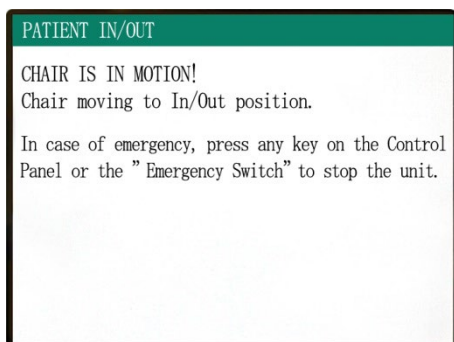 PATIENT IN/OUT
CHAIR IS IN MOTION!
Chair moving to In/Out position.
In case of emergency, press any key on the Control
Panel or the ” Emergency Switch” to stop the unit.